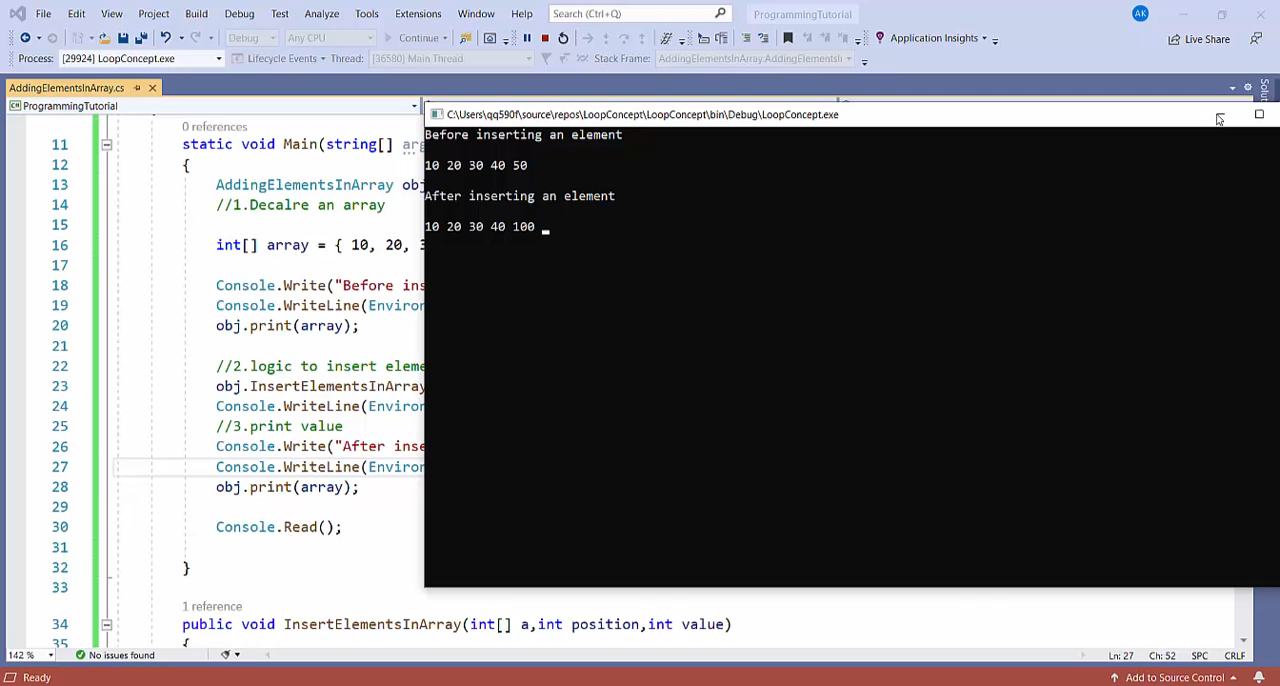 File Edit View Project Build Debug Test Analyze Tools Extensions Window Help Search (Ctrl+Q) ProgrammingTutorial AK
Debug Any CPU Continue Application Insights Live Share
Process: [29924] LoopConcept.exe Lifecycle Events Thread: [36580] Main Thread Stack Frame: AddingElementsInArray.AddingElementsI
AddingElementsInArray.cs
ProgrammingTutorial
C:\Users\qq590f\source\repos\LoopConcept\LoopConcept\bin\Debug\LoopConcept.exe
Before inserting an element
10 20 30 40 50
After inserting an element
10 20 30 40 100
0 references
11 static void Main(string[] arg
12 {
13 AddingElementsInArray obj
14 //1.Decalre an array
15
16 int[] array = { 10, 20, 3
17
18 Console.Write("Before ins
19 Console.WriteLine(Environ
20 obj.print(array);
21
22 //2.logic to insert eleme
23 obj.InsertElementsInArray
24 Console.WriteLine(Environ
25 //3.print value
26 Console.Write("After inse
27 Console.WriteLine(Environ
28 obj.print(array);
29
30 Console.Read();
31
32 }
33
1 reference
34 public void InsertElementsInArray(int[] a,int position,int value)
35 {
142 % No issues found Ln: 27 Ch: 52 SPC CRLF
Ready Add to Source Control
Solu